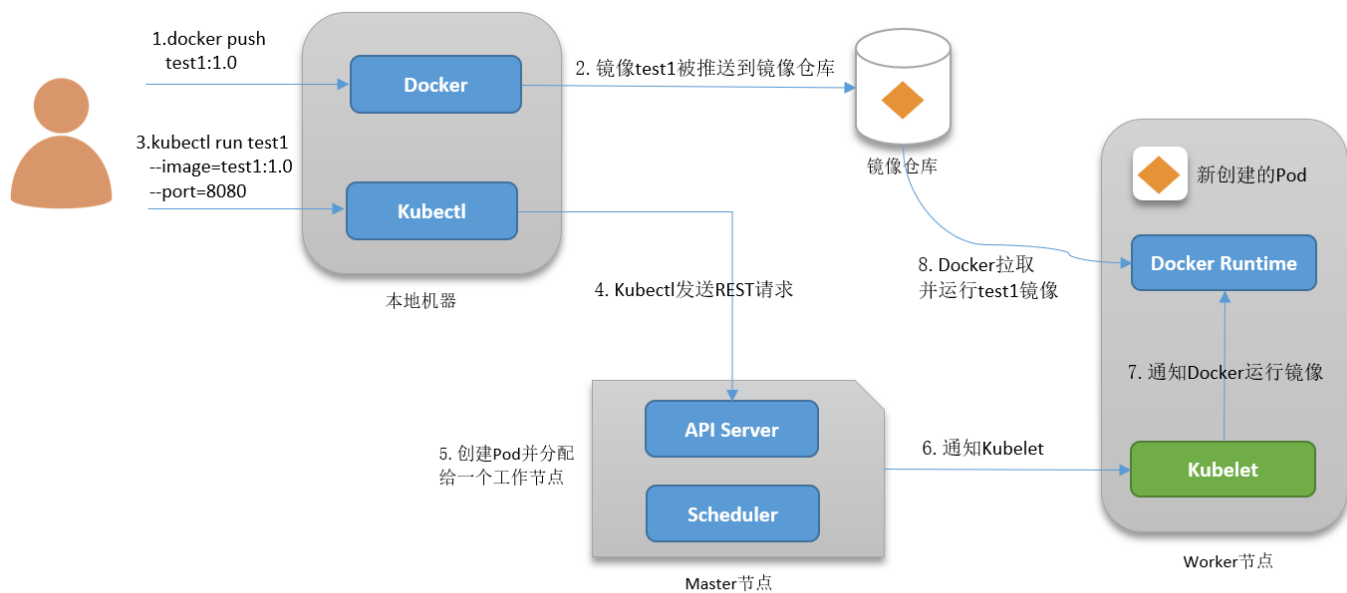 1.docker push
test1:1.0
Docker
2. 镜像test1被推送到镜像仓库
镜像仓库
3.kubectl run test1
--image=test1:1.0
--port=8080
Kubectl
本地机器
4. Kubectl发送REST请求
API Server
Scheduler
5. 创建Pod并分配
给一个工作节点
Master节点
6. 通知Kubelet
新创建的Pod
Docker Runtime
8. Docker拉取
并运行test1镜像
7. 通知Docker运行镜像
Kubelet
Worker节点